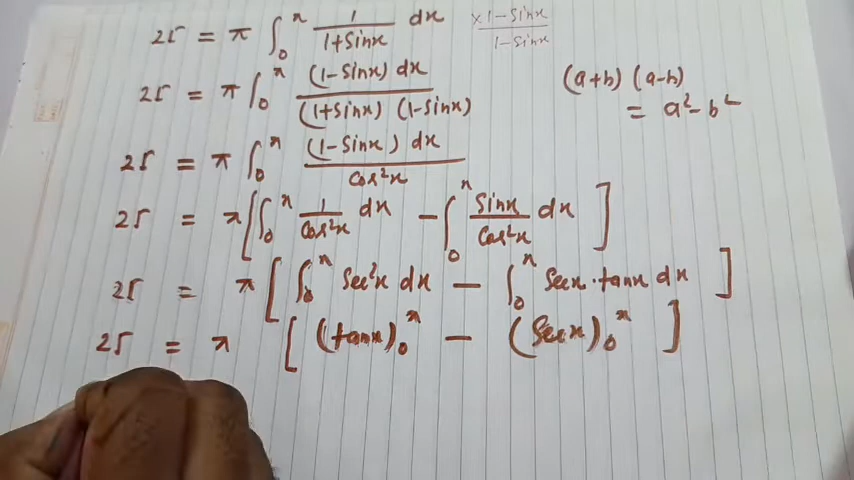 2I = π ∫₀^π 1/(1+sinx) dx × (1-sinx)/(1-sinx)
2I = π ∫₀^π (1-sinx) dx/((1+sinx) (1-sinx))
(a+b) (a-b)
= a² - b²
2I = π ∫₀^π (1-sinx) dx/cos²x
2I = π [∫₀^π 1/cos²x dx - ∫₀^π sinx/cos²x dx]
2I = π [∫₀^π sec²x dx - ∫₀^π secx·tanx dx]
2I = π [(tanx)₀^π - (secx)₀^π]